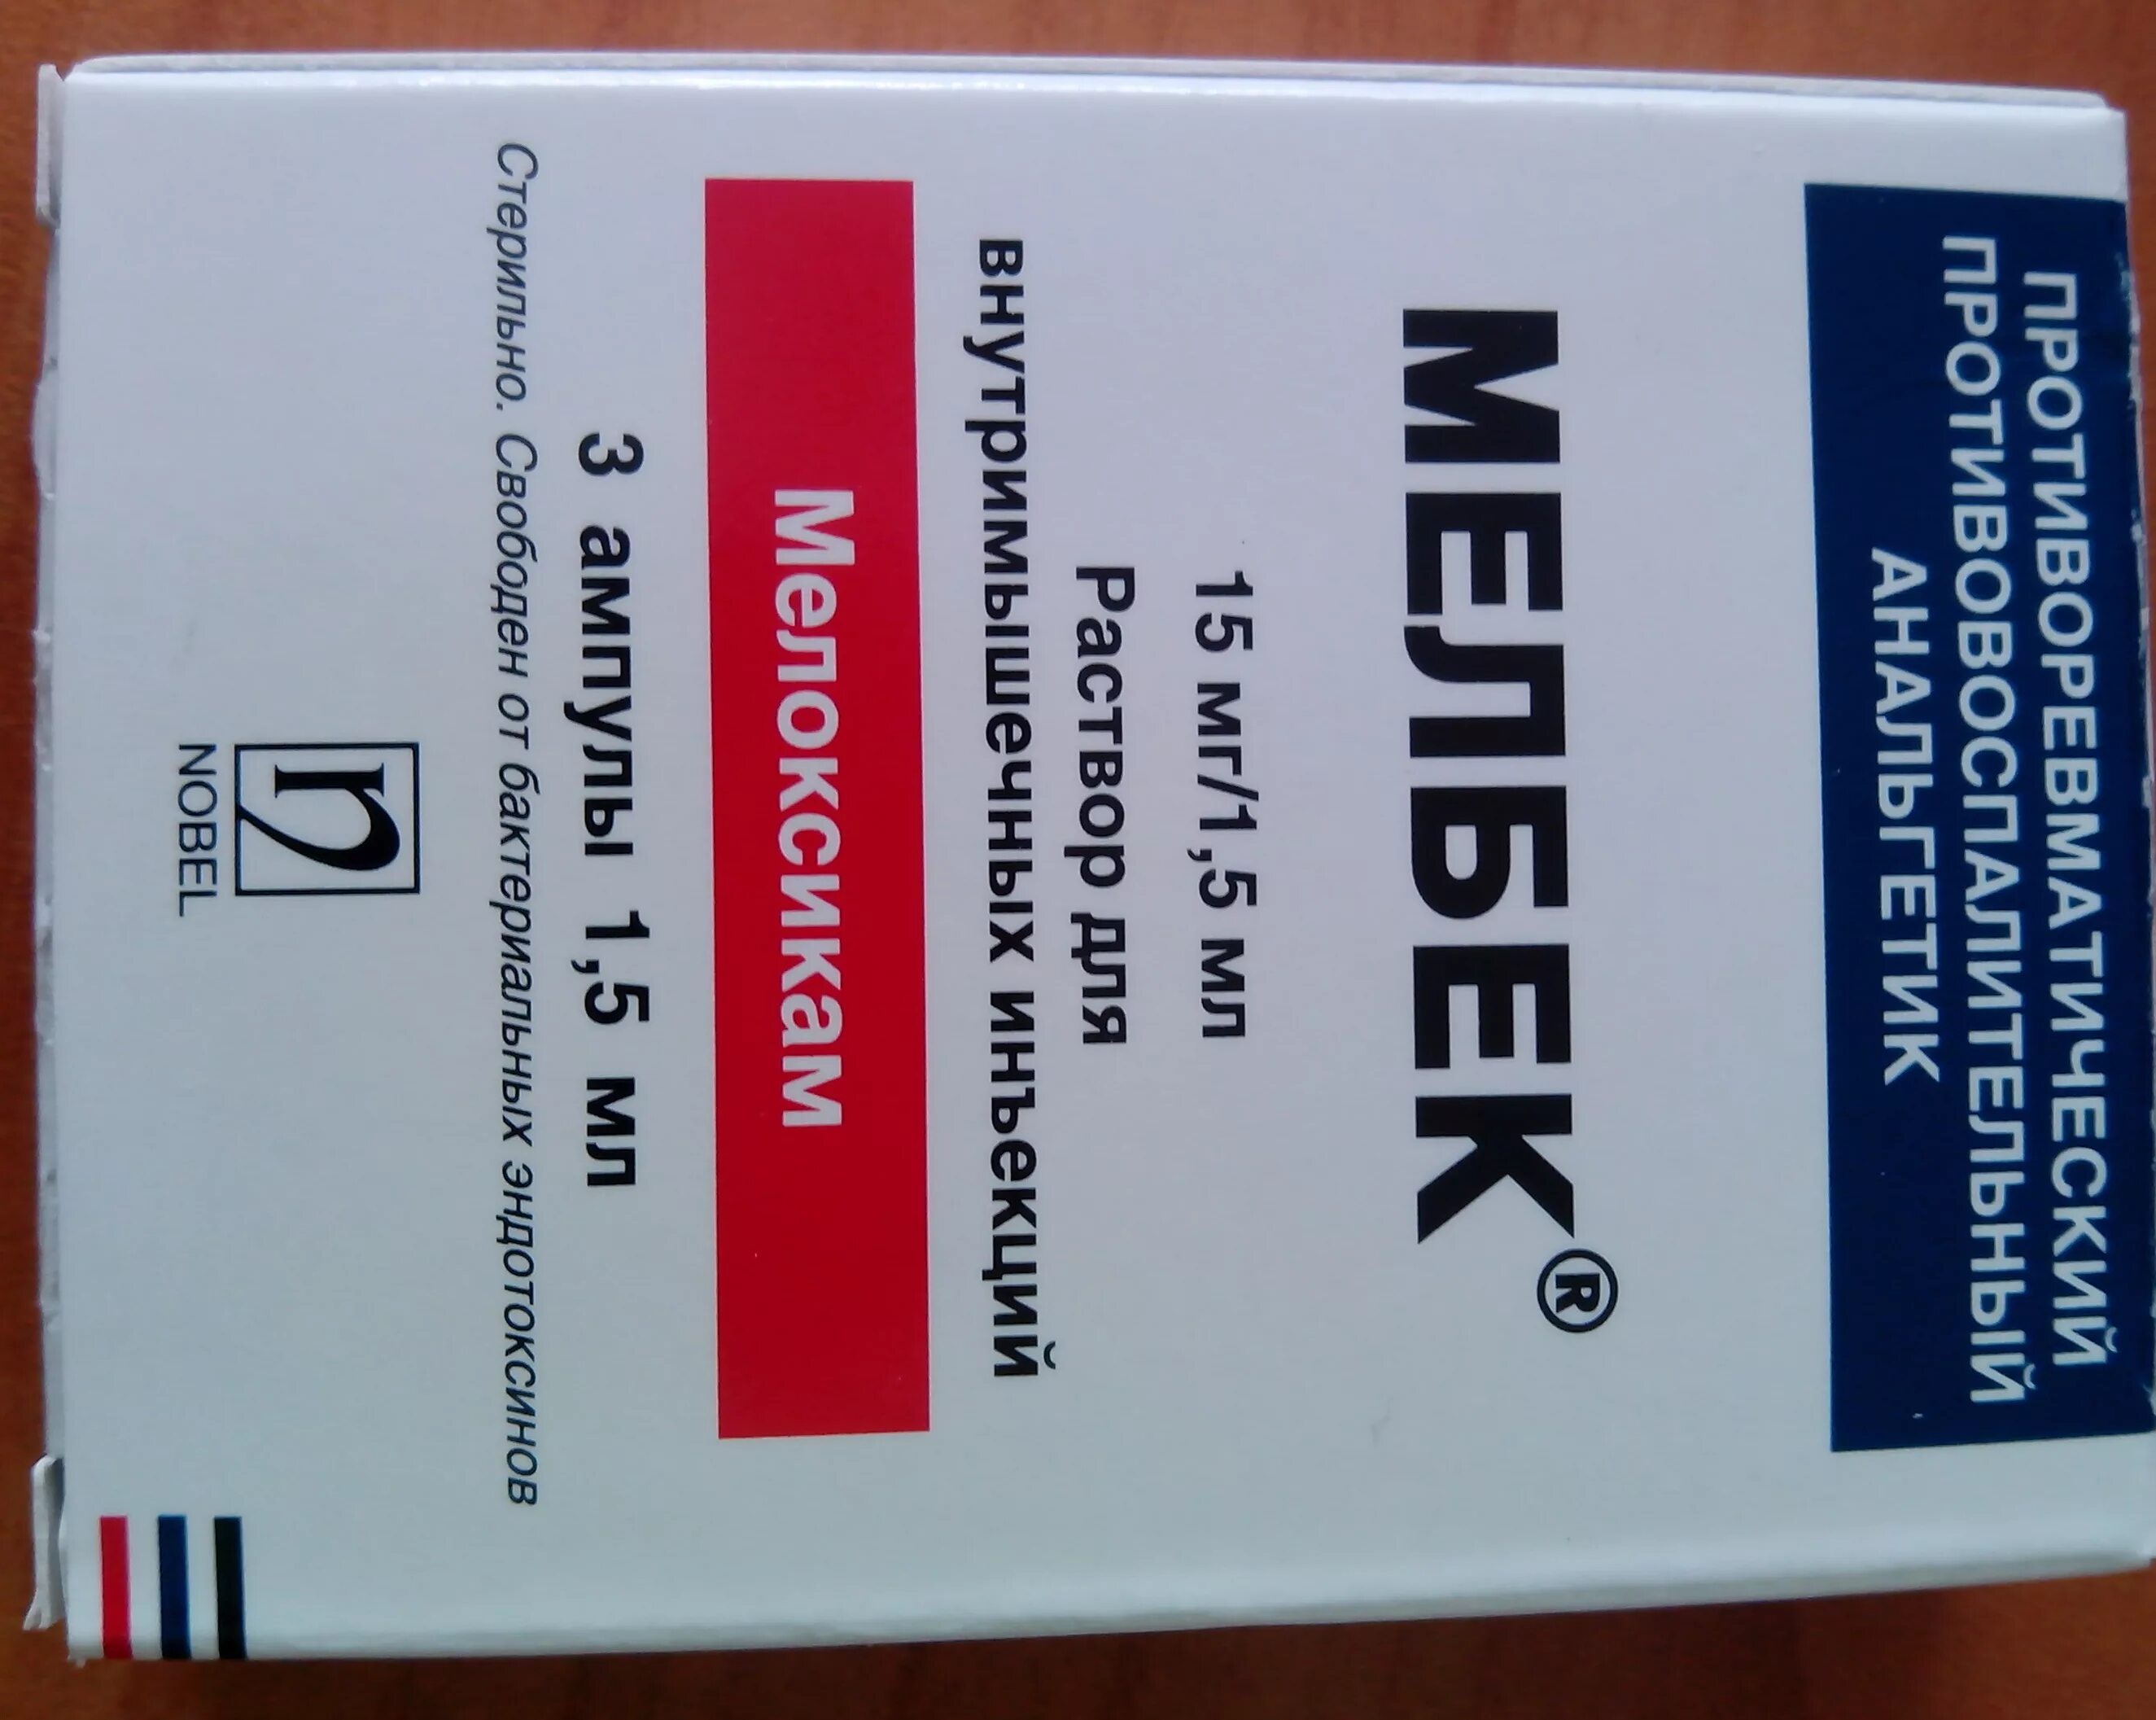 ПРОТИВОРЕВМАТИЧЕСКИЙ
ПРОТИВОВОСПАЛИТЕЛЬНЫЙ
АНАЛЬГЕТИК
МЕЛБЕК®
15 мг/1,5 мл
Раствор для
внутримышечных инъекций
Мелоксикам
3 ампулы 1,5 мл
Стерильно. Свободен от бактериальных эндотоксинов
n
NOBEL